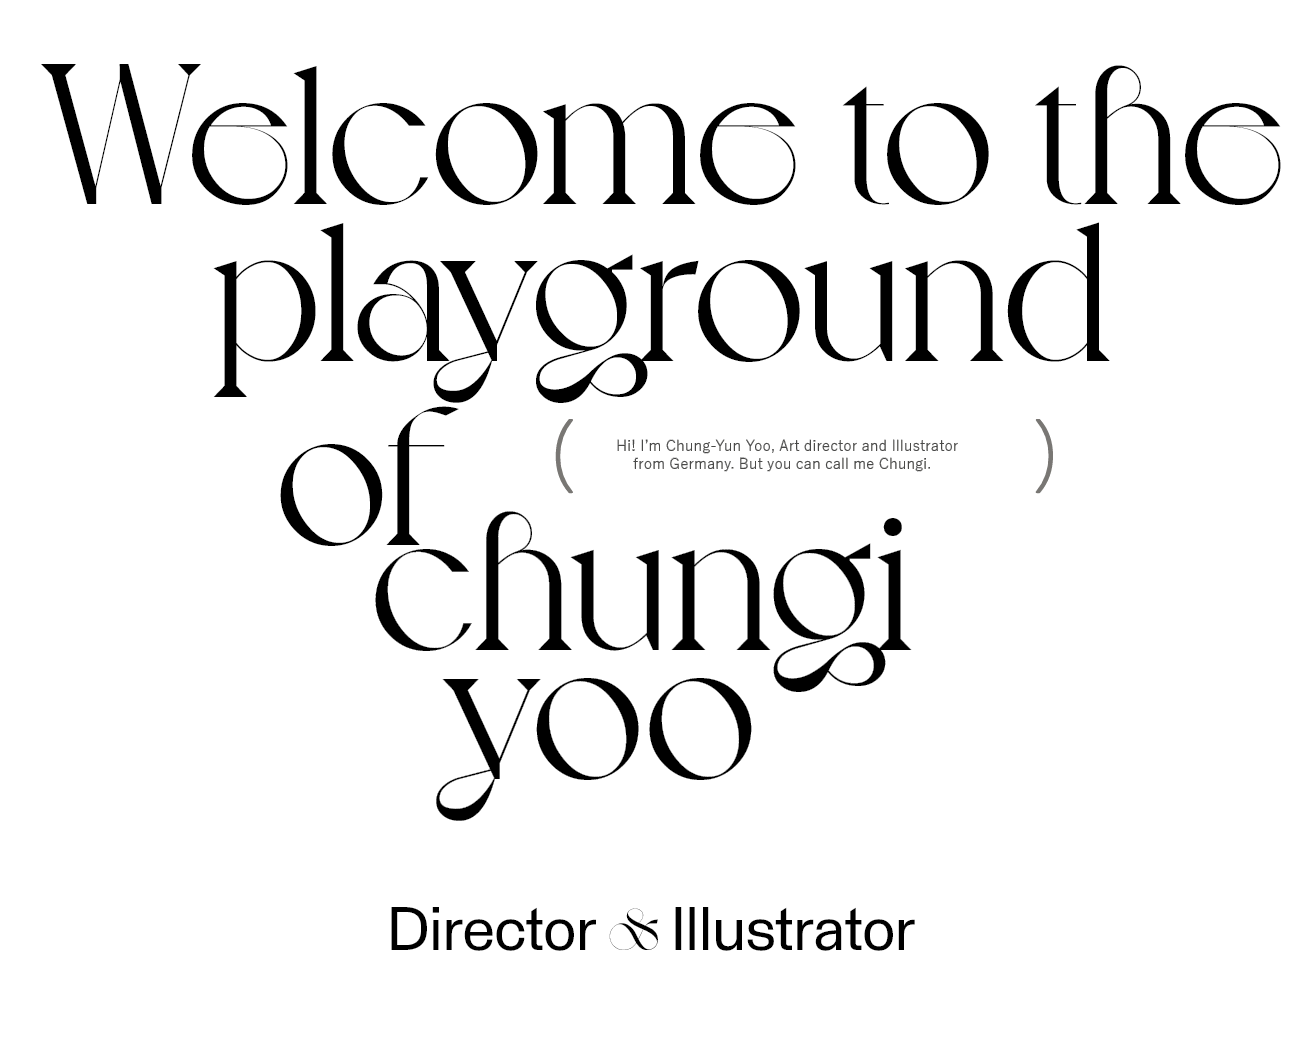 Welcome to the
playground
of
( Hi! I'm Chung-Yun Yoo, Art director and Illustrator
from Germany. But you can call me Chungi. )
chungi
yoo
Director & Illustrator